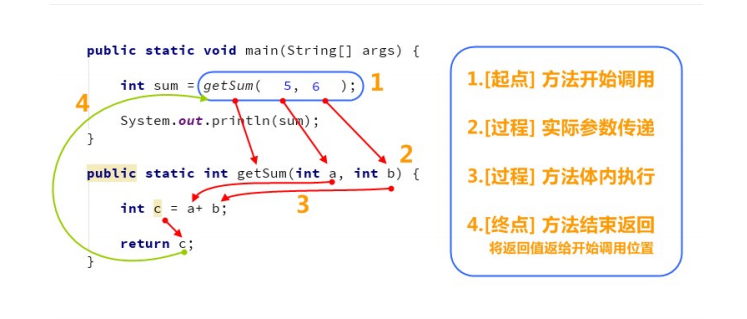 public static void main(String[] args) {
int sum = getSum( 5, 6 ); 1
4
System.out.println(sum);
}
2
public static int getSum(int a, int b) {
3
int c = a+ b;
return c;
}
1.[起点] 方法开始调用
2.[过程] 实际参数传递
3.[过程] 方法体内执行
4.[终点] 方法结束返回
将返回值返给开始调用位置